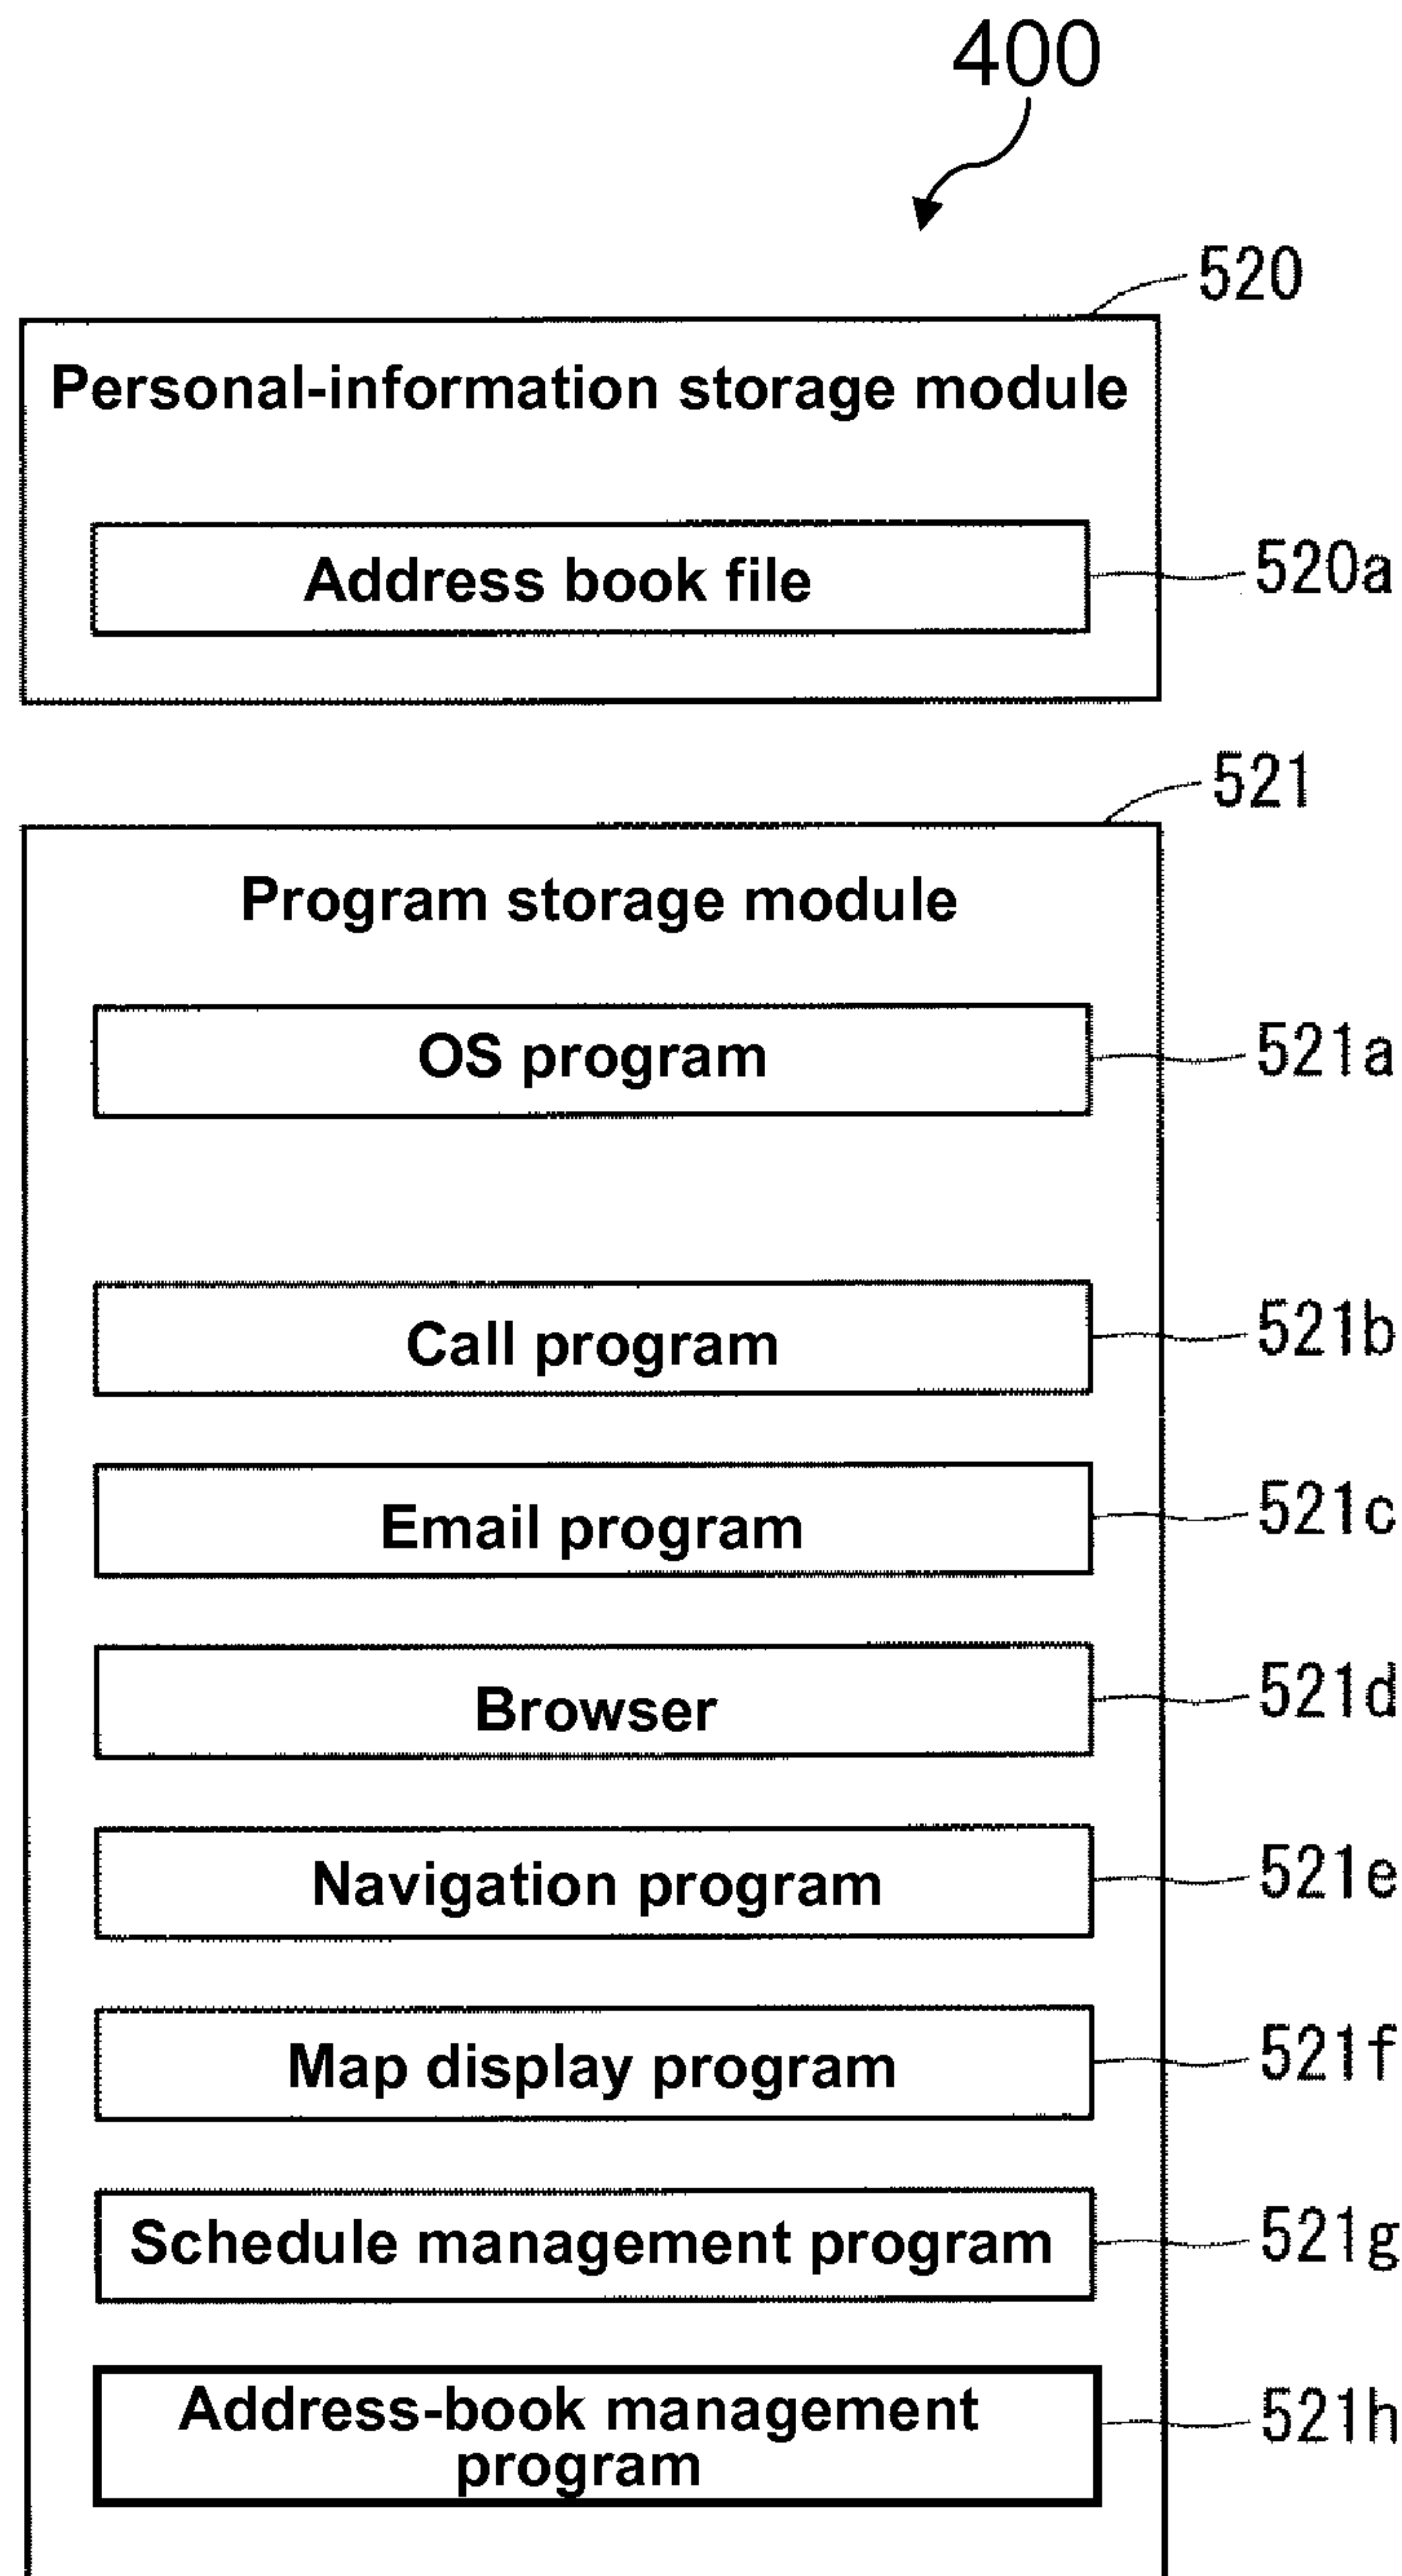 400
520
Personal-information storage module
Address book file
520a
521
Program storage module
OS program
521a
Call program
521b
Email program
521c
Browser
521d
Navigation program
521e
Map display program
521f
Schedule management program
521g
Address-book management
program
521h